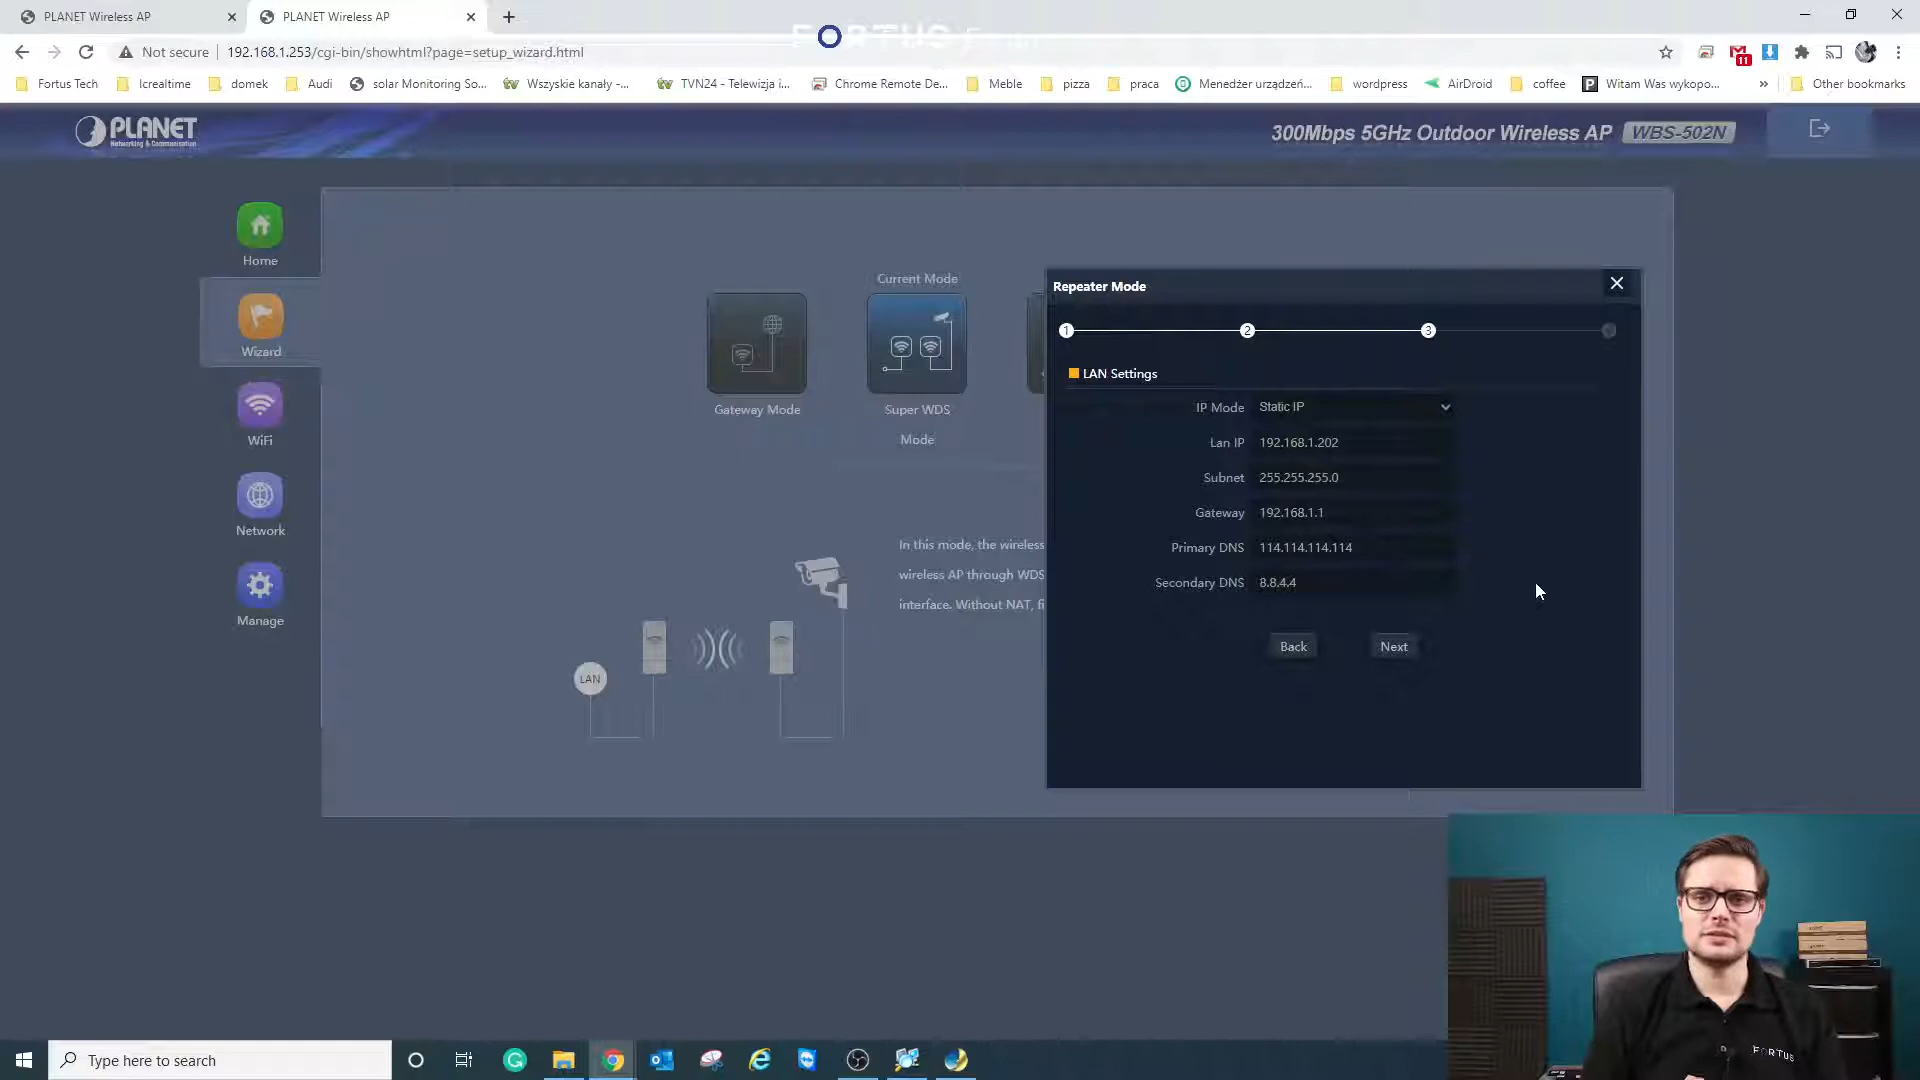 PLANET Wireless AP
PLANET Wireless AP
FORTUS
Not secure
192.168.1.253/cgi-bin/showhtml?page=setup_wizard.html
11
Fortus Tech
Icrealtime
domek
Audi
solar Monitoring So...
Wszyskie kanały -...
TVN24 - Telewizja i...
Chrome Remote De...
Meble
pizza
praca
Menedżer urządzeń...
wordpress
AirDroid
coffee
P
Witam Was wykopo...
»
Other bookmarks
PLANET
Networking & Communication
300Mbps 5GHz Outdoor Wireless AP
WBS-502N
Home
Wizard
WiFi
Network
Manage
Current Mode
Gateway Mode
Super WDS
Mode
In this mode, the wireless
wireless AP through WDS
interface. Without NAT, fi
LAN
Repeater Mode
1
2
3
LAN Settings
IP Mode
Static IP
Lan IP
192.168.1.202
Subnet
255.255.255.0
Gateway
192.168.1.1
Primary DNS
114.114.114.114
Secondary DNS
8.8.4.4
Back
Next
FORTUS
Type here to search